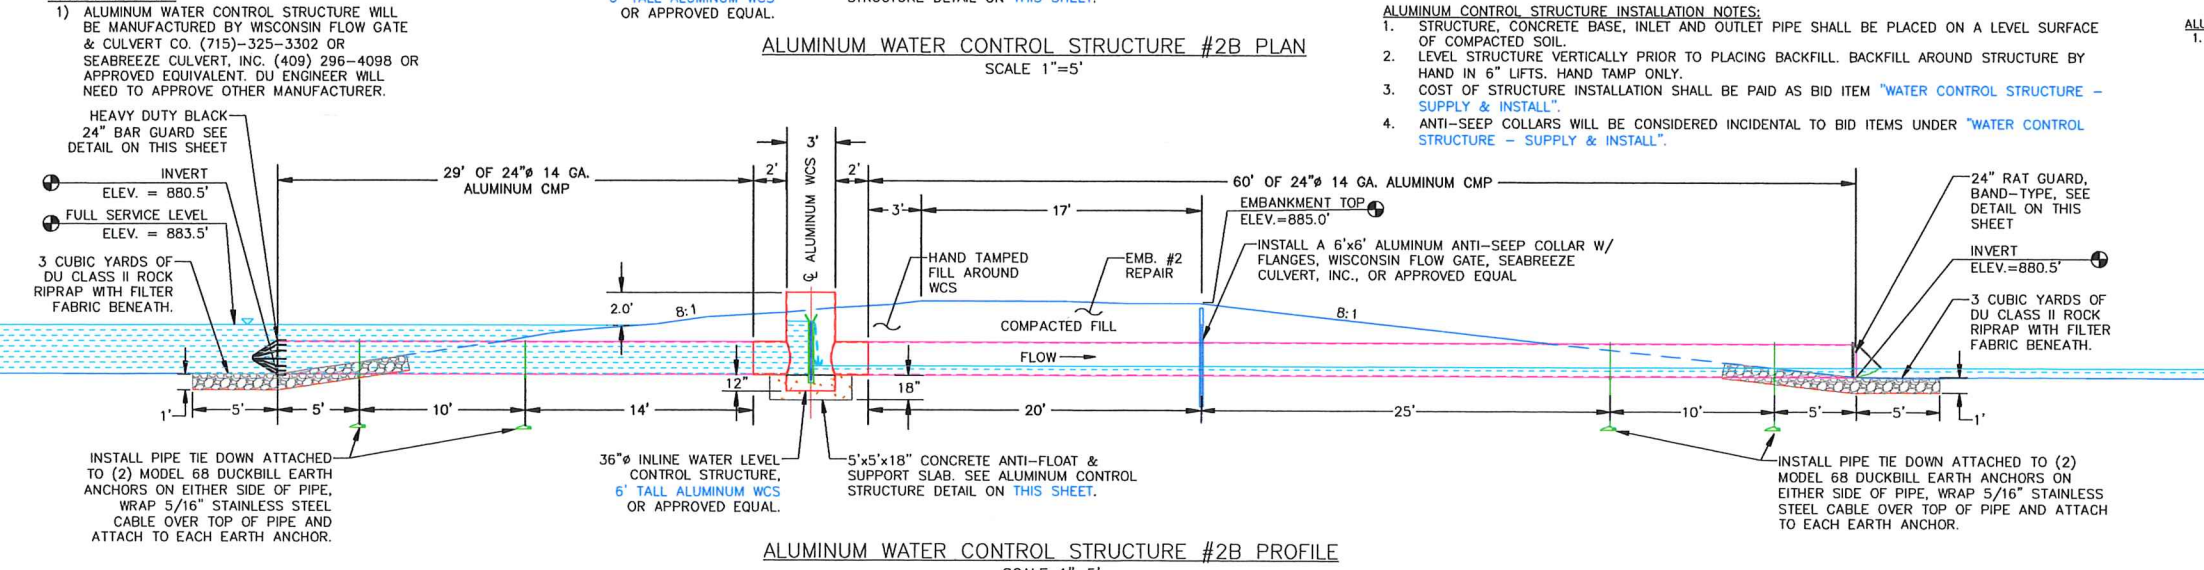 1) ALUMINUM WATER CONTROL STRUCTURE WILL
BE MANUFACTURED BY WISCONSIN FLOW GATE
& CULVERT CO. (715)-325-3302 OR
SEABREEZE CULVERT, INC. (409) 296-4098 OR
APPROVED EQUIVALENT. DU ENGINEER WILL
NEED TO APPROVE OTHER MANUFACTURER.
6' TALL ALUMINUM WCS
OR APPROVED EQUAL.
STRUCTURE DETAIL ON THIS SHEET.
ALUMINUM WATER CONTROL STRUCTURE #2B PLAN
SCALE 1"=5'
ALUMINUM CONTROL STRUCTURE INSTALLATION NOTES:
1. STRUCTURE, CONCRETE BASE, INLET AND OUTLET PIPE SHALL BE PLACED ON A LEVEL SURFACE
OF COMPACTED SOIL.
2. LEVEL STRUCTURE VERTICALLY PRIOR TO PLACING BACKFILL. BACKFILL AROUND STRUCTURE BY
HAND IN 6" LIFTS. HAND TAMP ONLY.
3. COST OF STRUCTURE INSTALLATION SHALL BE PAID AS BID ITEM "WATER CONTROL STRUCTURE –
SUPPLY & INSTALL".
4. ANTI-SEEP COLLARS WILL BE CONSIDERED INCIDENTAL TO BID ITEMS UNDER "WATER CONTROL
STRUCTURE – SUPPLY & INSTALL".
1.
HEAVY DUTY BLACK
24" BAR GUARD SEE
DETAIL ON THIS SHEET
INVERT
ELEV. = 880.5'
FULL SERVICE LEVEL
ELEV. = 883.5'
3 CUBIC YARDS OF
DU CLASS II ROCK
RIPRAP WITH FILTER
FABRIC BENEATH.
29' OF 24"ø 14 GA.
ALUMINUM CMP
2'
3'
2'
℄ ALUMINUM WCS
60' OF 24"ø 14 GA. ALUMINUM CMP
3'
17'
EMBANKMENT TOP
ELEV.=885.0'
INSTALL A 6'x6' ALUMINUM ANTI-SEEP COLLAR W/
FLANGES, WISCONSIN FLOW GATE, SEABREEZE
CULVERT, INC., OR APPROVED EQUAL
HAND TAMPED
FILL AROUND
WCS
EMB. #2
REPAIR
24" RAT GUARD,
BAND-TYPE, SEE
DETAIL ON THIS
SHEET
INVERT
ELEV.=880.5'
3 CUBIC YARDS OF
DU CLASS II ROCK
RIPRAP WITH FILTER
FABRIC BENEATH.
2.0'
8:1
COMPACTED FILL
8:1
FLOW
12"
18"
1'
5'
5'
10'
14'
20'
25'
10'
5'
5'
1'
INSTALL PIPE TIE DOWN ATTACHED
TO (2) MODEL 68 DUCKBILL EARTH
ANCHORS ON EITHER SIDE OF PIPE,
WRAP 5/16" STAINLESS STEEL
CABLE OVER TOP OF PIPE AND
ATTACH TO EACH EARTH ANCHOR.
36"ø INLINE WATER LEVEL
CONTROL STRUCTURE,
6' TALL ALUMINUM WCS
OR APPROVED EQUAL.
5'x5'x18" CONCRETE ANTI-FLOAT &
SUPPORT SLAB. SEE ALUMINUM CONTROL
STRUCTURE DETAIL ON THIS SHEET.
INSTALL PIPE TIE DOWN ATTACHED TO (2)
MODEL 68 DUCKBILL EARTH ANCHORS ON
EITHER SIDE OF PIPE, WRAP 5/16" STAINLESS
STEEL CABLE OVER TOP OF PIPE AND ATTACH
TO EACH EARTH ANCHOR.
ALUMINUM WATER CONTROL STRUCTURE #2B PROFILE